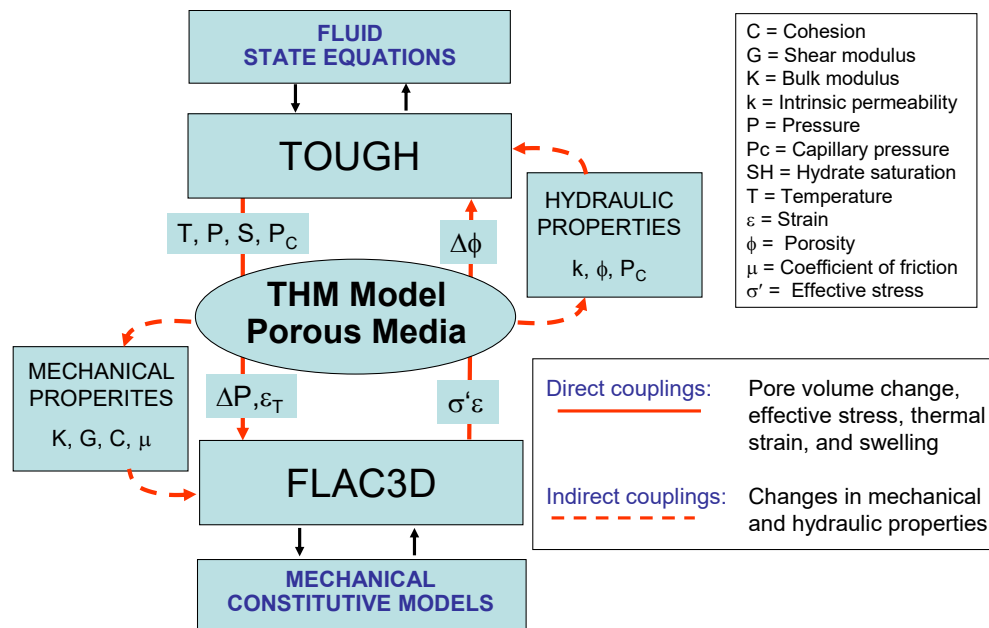 FLUID
STATE EQUATIONS
TOUGH
T, P, S, P_C
Δϕ
HYDRAULIC
PROPERTIES
k, ϕ, P_C
THM Model
Porous Media
MECHANICAL
PROPERITES
K, G, C, μ
ΔP,ε_T
σ‘ε
FLAC3D
MECHANICAL
CONSTITUTIVE MODELS
C = Cohesion
G = Shear modulus
K = Bulk modulus
k = Intrinsic permeability
P = Pressure
Pc = Capillary pressure
SH = Hydrate saturation
T = Temperature
ε = Strain
ϕ = Porosity
μ = Coefficient of friction
σ′ = Effective stress
Direct couplings: Pore volume change,
effective stress, thermal
strain, and swelling
Indirect couplings: Changes in mechanical
and hydraulic properties